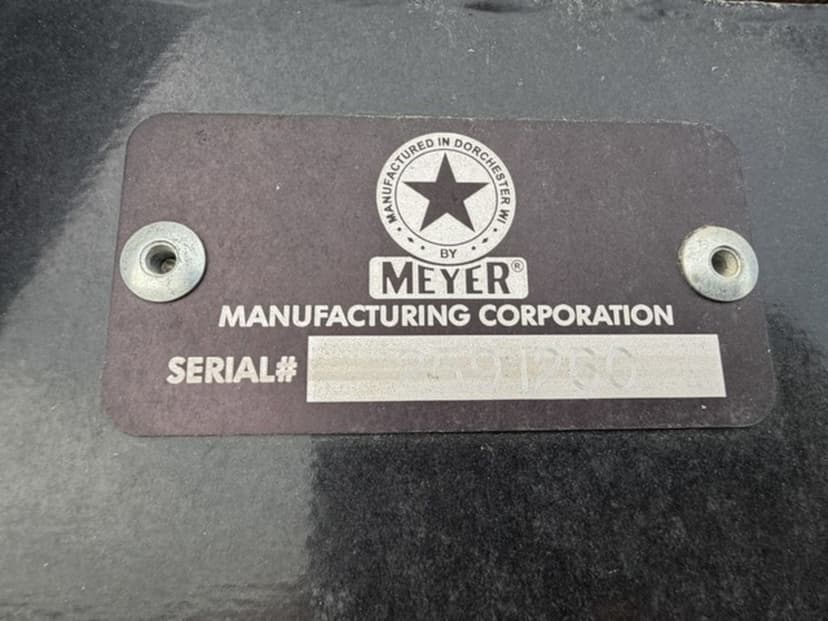 MANUFACTURED IN DORCHESTER WI
BY
MEYER®
MANUFACTURING CORPORATION
SERIAL#